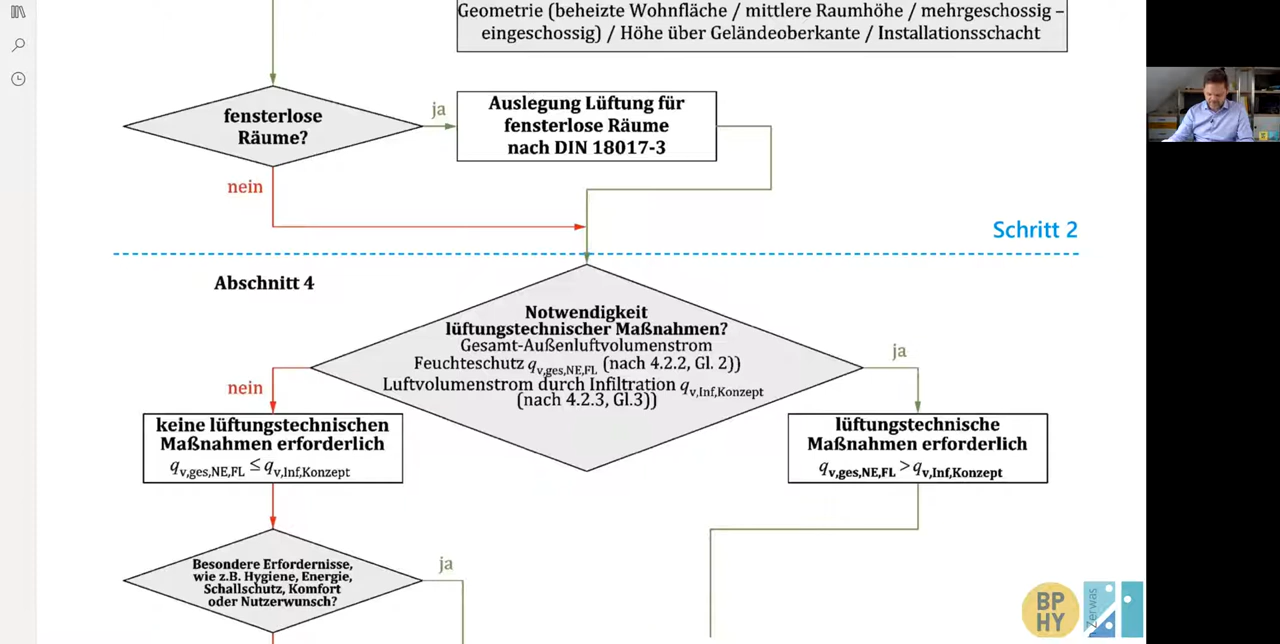 Geometrie (beheizte Wohnfläche / mittlere Raumhöhe / mehrgeschossig –
eingeschossig) / Höhe über Geländeoberkante / Installationsschacht
fensterlose
Räume?
ja
Auslegung Lüftung für
fensterlose Räume
nach DIN 18017-3
nein
Schritt 2
Abschnitt 4
Notwendigkeit
lüftungstechnischer Maßnahmen?
Gesamt-Außenluftvolumenstrom
Feuchteschutz qv,ges,NE,FL (nach 4.2.2, Gl. 2))
Luftvolumenstrom durch Infiltration qv,Inf,Konzept
(nach 4.2.3, Gl.3))
nein
ja
keine lüftungstechnischen
Maßnahmen erforderlich
qv,ges,NE,FL ≤ qv,Inf,Konzept
lüftungstechnische
Maßnahmen erforderlich
qv,ges,NE,FL > qv,Inf,Konzept
Besondere Erfordernisse,
wie z.B. Hygiene, Energie,
Schallschutz, Komfort
oder Nutzerwunsch?
ja
BP
HY
Zerwas